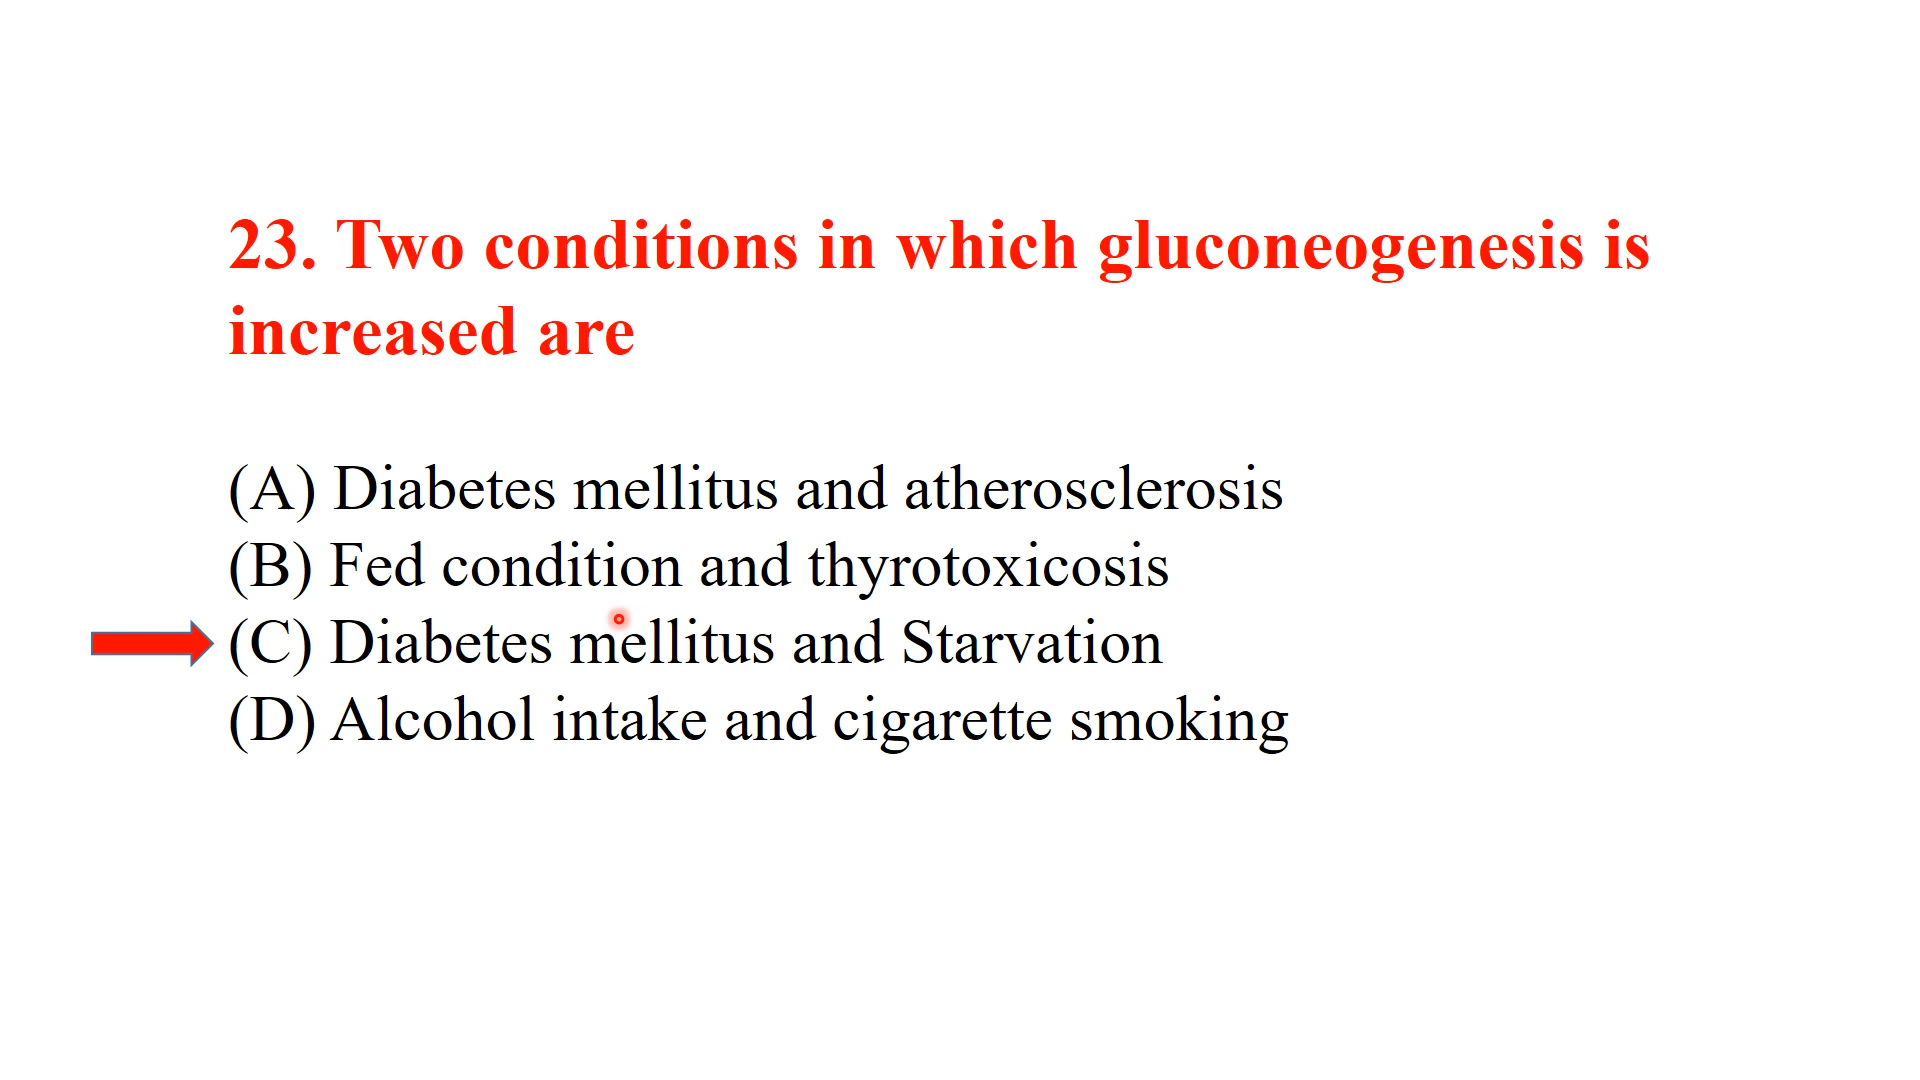 23. Two conditions in which gluconeogenesis is
increased are
(A) Diabetes mellitus and atherosclerosis
(B) Fed condition and thyrotoxicosis
(C) Diabetes mellitus and Starvation
(D) Alcohol intake and cigarette smoking